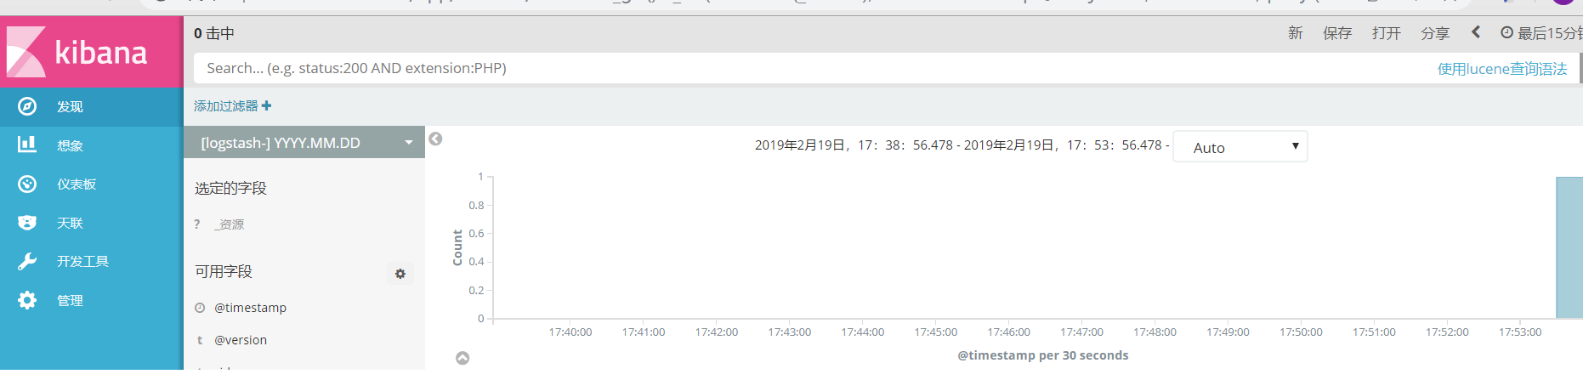 kibana
0 击中
新 保存 打开 分享 最后15分钟
Search... (e.g. status:200 AND extension:PHP)
使用lucene查询语法
发现
想象
仪表板
天联
开发工具
管理
添加过滤器
[logstash-] YYYY.MM.DD
选定的字段
? _资源
可用字段
@timestamp
t @version
2019年2月19日，17：38：56.478 - 2019年2月19日，17：53：56.478 -
Auto
Count
1
0.8
0.6
0.4
0.2
0
17:40:00 17:41:00 17:42:00 17:43:00 17:44:00 17:45:00 17:46:00 17:47:00 17:48:00 17:49:00 17:50:00 17:51:00 17:52:00 17:53:00
@timestamp per 30 seconds